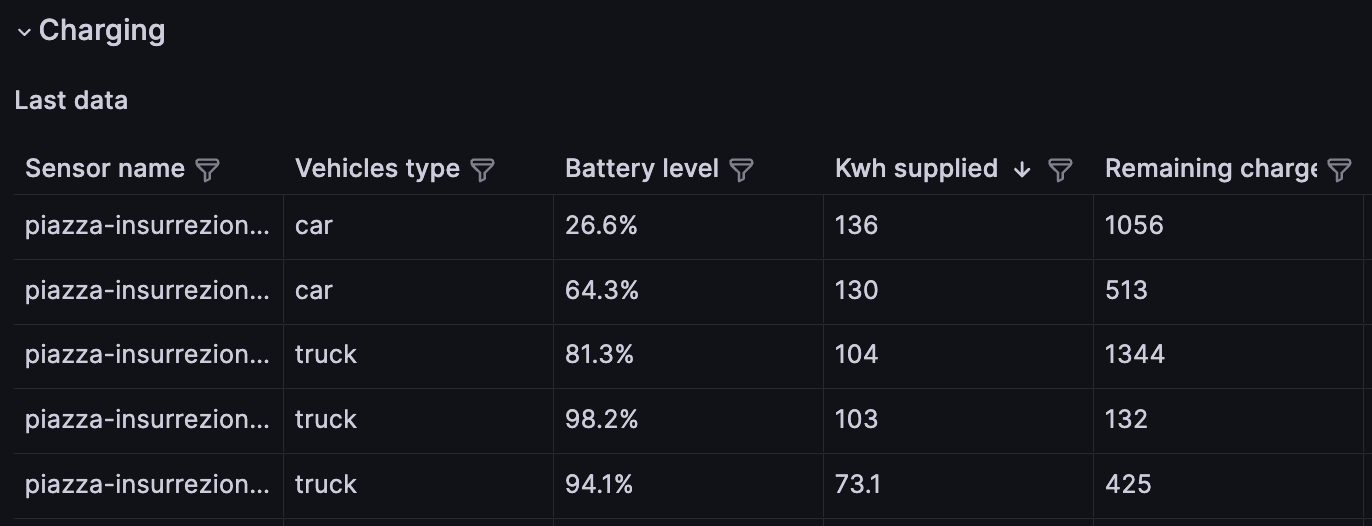 Charging
Last data
Sensor name Vehicles type Battery level Kwh supplied ↓ Remaining charge
piazza-insurrezion... car 26.6% 136 1056
piazza-insurrezion... car 64.3% 130 513
piazza-insurrezion... truck 81.3% 104 1344
piazza-insurrezion... truck 98.2% 103 132
piazza-insurrezion... truck 94.1% 73.1 425